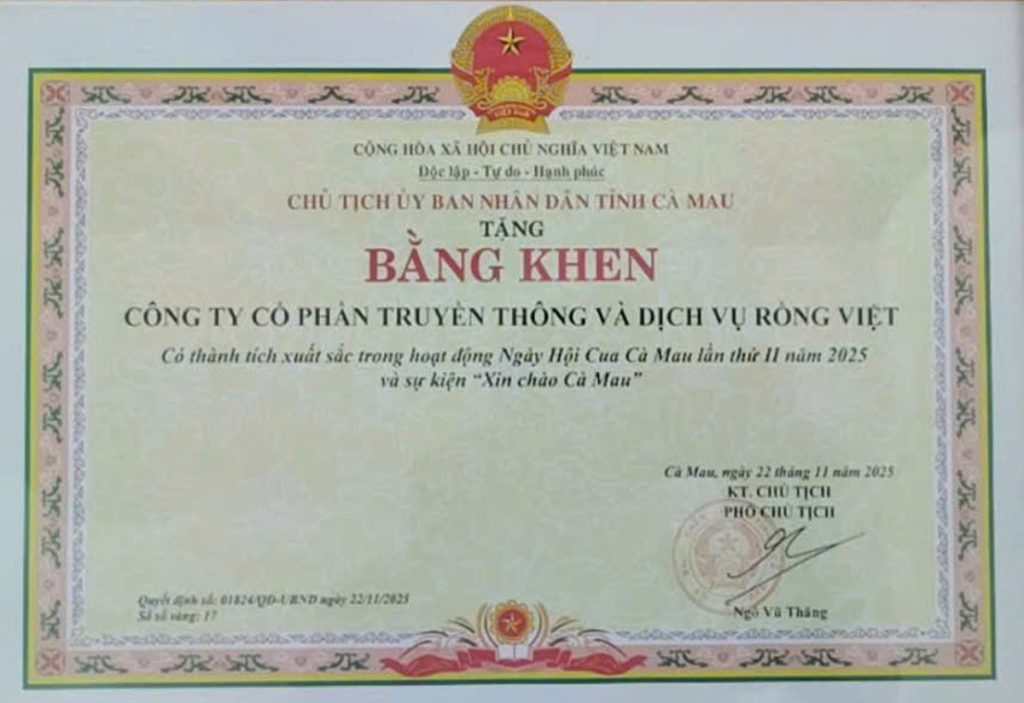 VIỆT NAM
CỘNG HÒA XÃ HỘI CHỦ NGHĨA VIỆT NAM
Độc lập - Tự do - Hạnh phúc
CHỦ TỊCH ỦY BAN NHÂN DÂN TỈNH CÀ MAU
TẶNG
BẰNG KHEN
CÔNG TY CỔ PHẦN TRUYỀN THÔNG VÀ DỊCH VỤ RỒNG VIỆT
Có thành tích xuất sắc trong hoạt động Ngày Hội Cua Cà Mau lần thứ II năm 2025
và sự kiện “Xin chào Cà Mau”
Cà Mau, ngày 22 tháng 11 năm 2025
KT. CHỦ TỊCH
PHÓ CHỦ TỊCH
Ngô Vũ Thăng
Quyết định số: 01824/QĐ-UBND ngày 22/11/2025
Số sổ vàng: 17